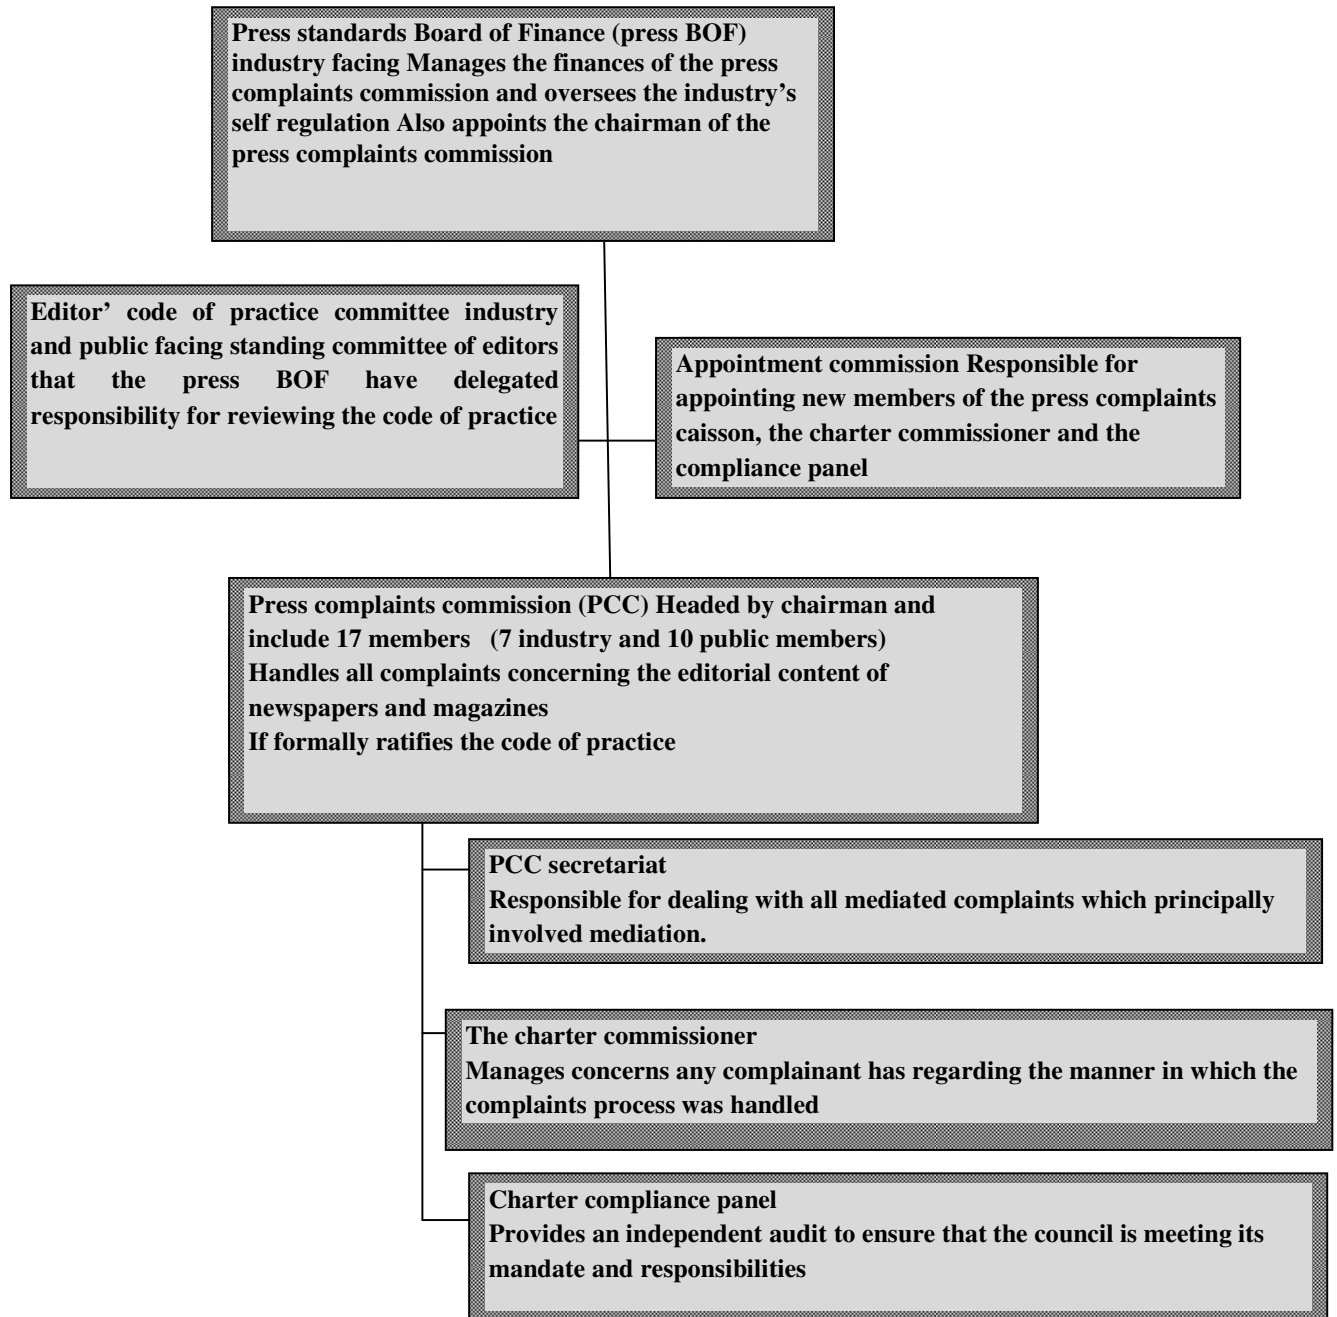 Press standards Board of Finance (press BOF)
industry facing Manages the finances of the press
complaints commission and oversees the industry's
self regulation Also appoints the chairman of the
press complaints commission
Editor' code of practice committee industry
and public facing standing committee of editors
that the press BOF have delegated
responsibility for reviewing the code of practice
Appointment commission Responsible for
appointing new members of the press complaints
caisson, the charter commissioner and the
compliance panel
Press complaints commission (PCC) Headed by chairman and
include 17 members (7 industry and 10 public members)
Handles all complaints concerning the editorial content of
newspapers and magazines
If formally ratifies the code of practice
PCC secretariat
Responsible for dealing with all mediated complaints which principally
involved mediation.
The charter commissioner
Manages concerns any complainant has regarding the manner in which the
complaints process was handled
Charter compliance panel
Provides an independent audit to ensure that the council is meeting its
mandate and responsibilities